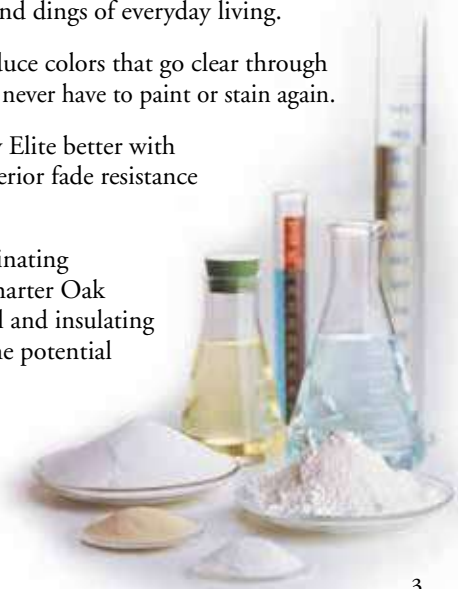 nd dings of everyday living.
duce colors that go clear through
never have to paint or stain again.
Elite better with
erior fade resistance
inating
harter Oak
l and insulating
ne potential
3